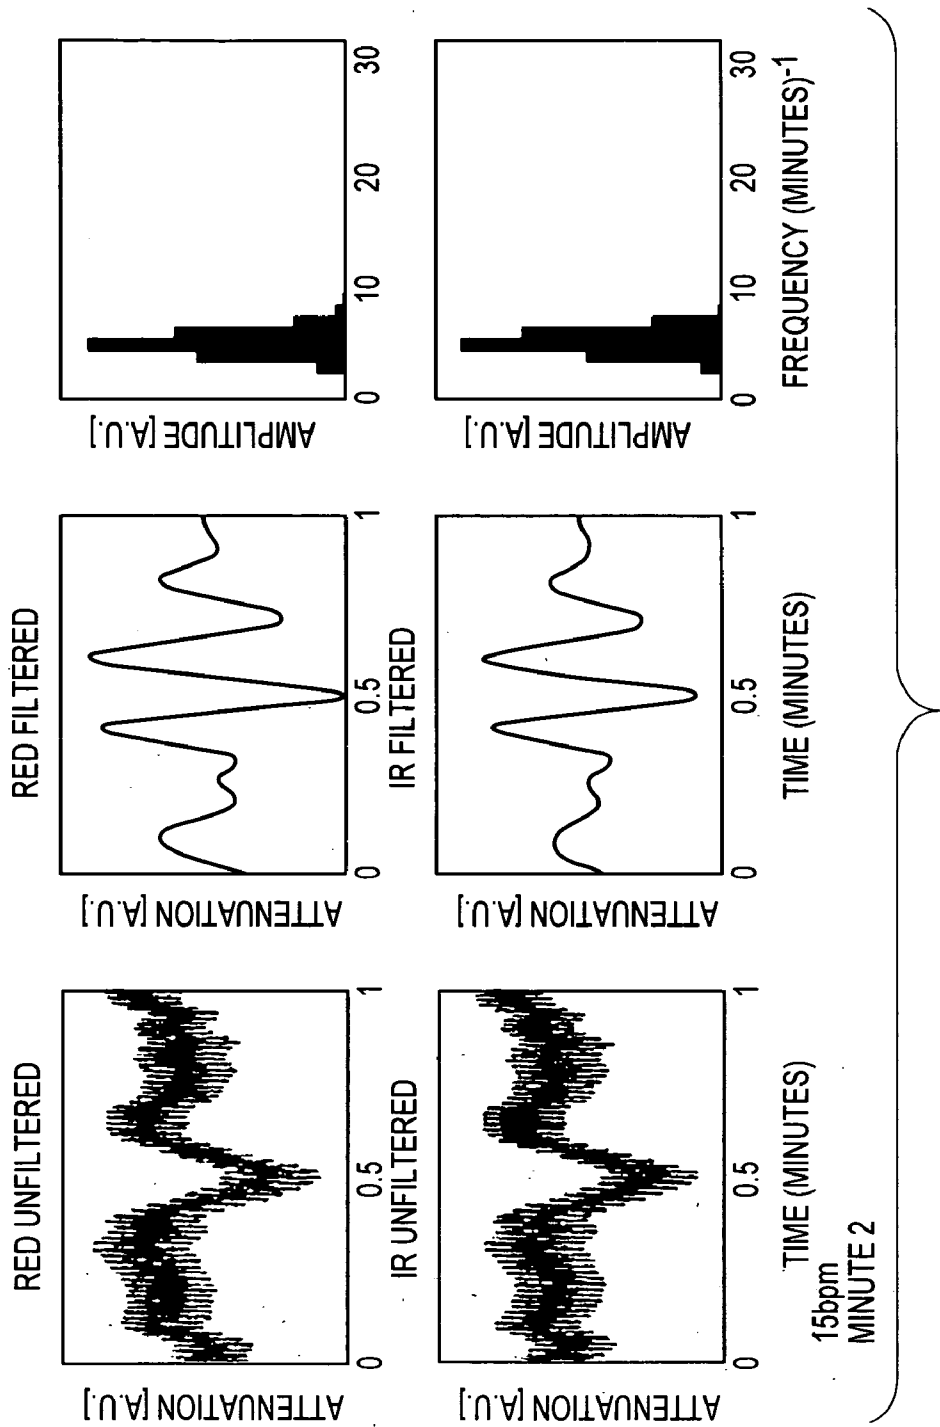 RED UNFILTERED
ATTENUATION [A.U.]
0
0.5
1
RED FILTERED
ATTENUATION [A.U.]
0
0.5
1
AMPLITUDE [A.U.]
0
10
20
30
IR UNFILTERED
ATTENUATION [A.U.]
0
0.5
1
TIME (MINUTES)
IR FILTERED
ATTENUATION [A.U.]
0
0.5
1
TIME (MINUTES)
AMPLITUDE [A.U.]
0
10
20
30
FREQUENCY (MINUTES)-1
15bpm
MINUTE 2